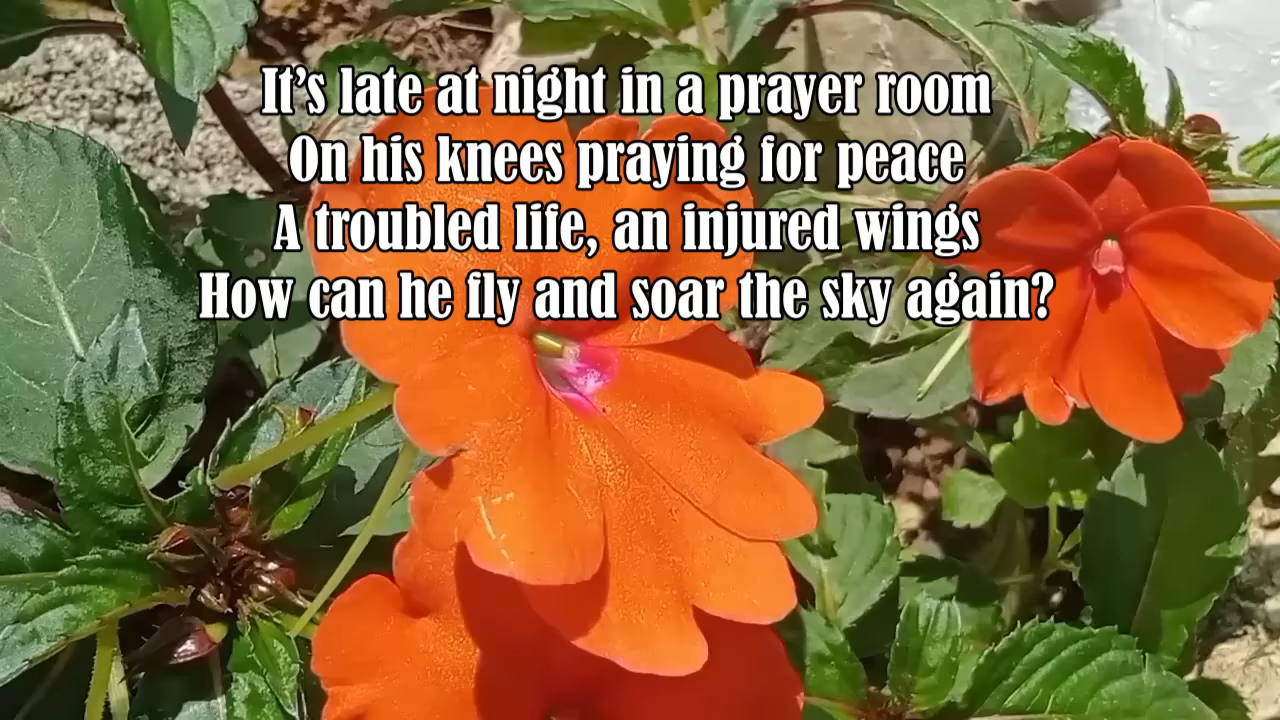 It’s late at night in a prayer room
On his knees praying for peace
A troubled life, an injured wings
How can he fly and soar the sky again?